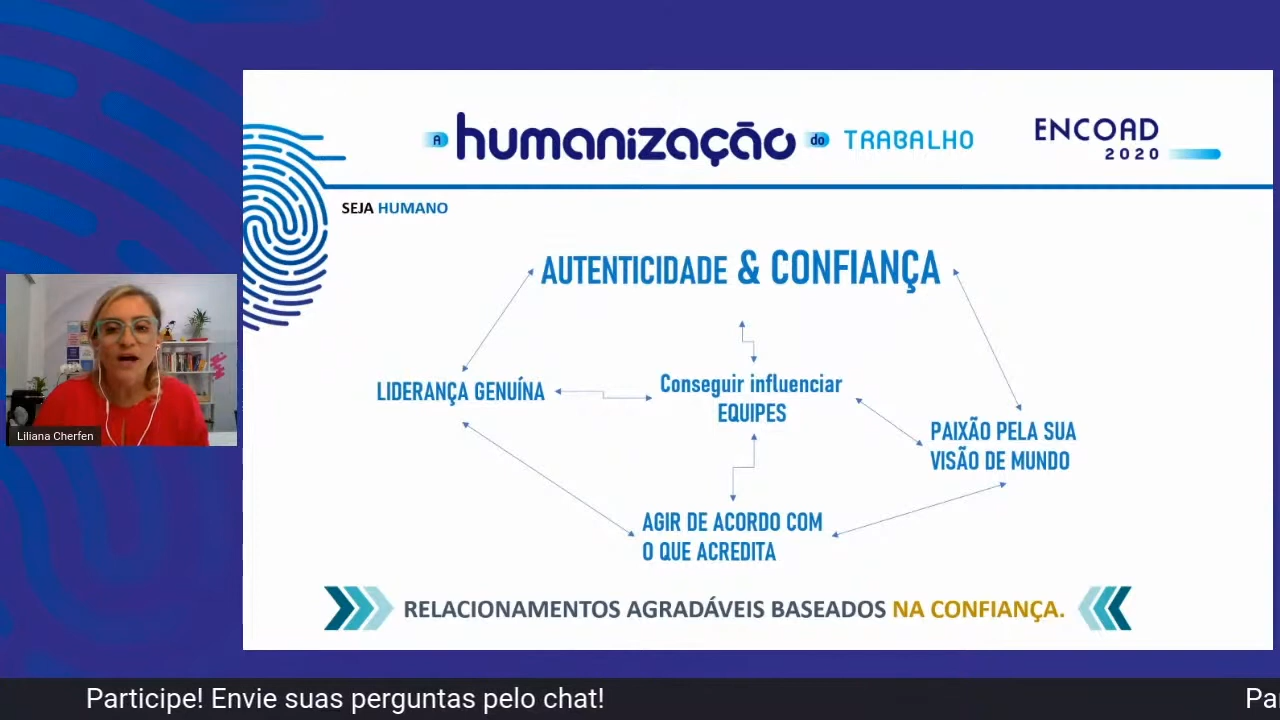 A humanização do TRABALHO
ENCOAD
2020
SEJA HUMANO
AUTENTICIDADE & CONFIANÇA
LIDERANÇA GENUÍNA
Conseguir influenciar
EQUIPES
PAIXÃO PELA SUA
VISÃO DE MUNDO
AGIR DE ACORDO COM
O QUE ACREDITA
RELACIONAMENTOS AGRADÁVEIS BASEADOS NA CONFIANÇA.
Liliana Cherfen
Participe! Envie suas perguntas pelo chat!